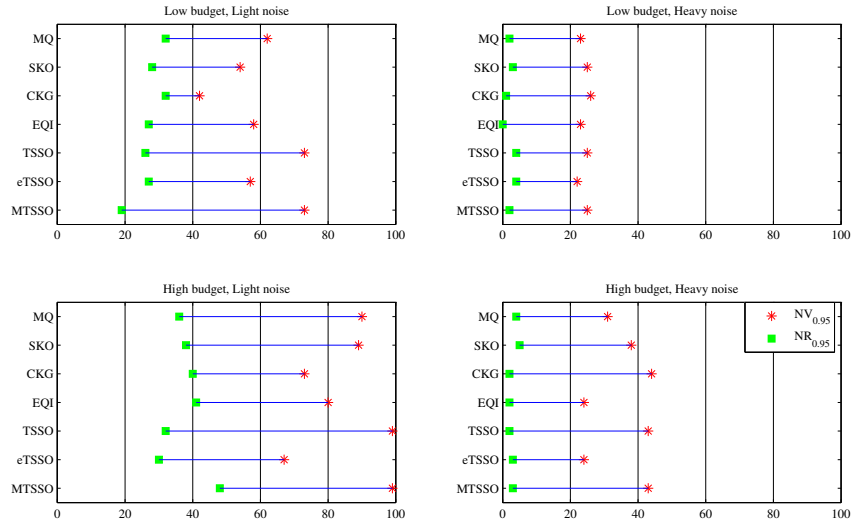 Low budget, Light noise
MQ
SKO
CKG
EQI
TSSO
eTSSO
MTSSO
0 20 40 60 80 100
Low budget, Heavy noise
MQ
SKO
CKG
EQI
TSSO
eTSSO
MTSSO
0 20 40 60 80 100
High budget, Light noise
MQ
SKO
CKG
EQI
TSSO
eTSSO
MTSSO
0 20 40 60 80 100
High budget, Heavy noise
MQ
SKO
CKG
EQI
TSSO
eTSSO
MTSSO
0 20 40 60 80 100
NV0.95
NR0.95